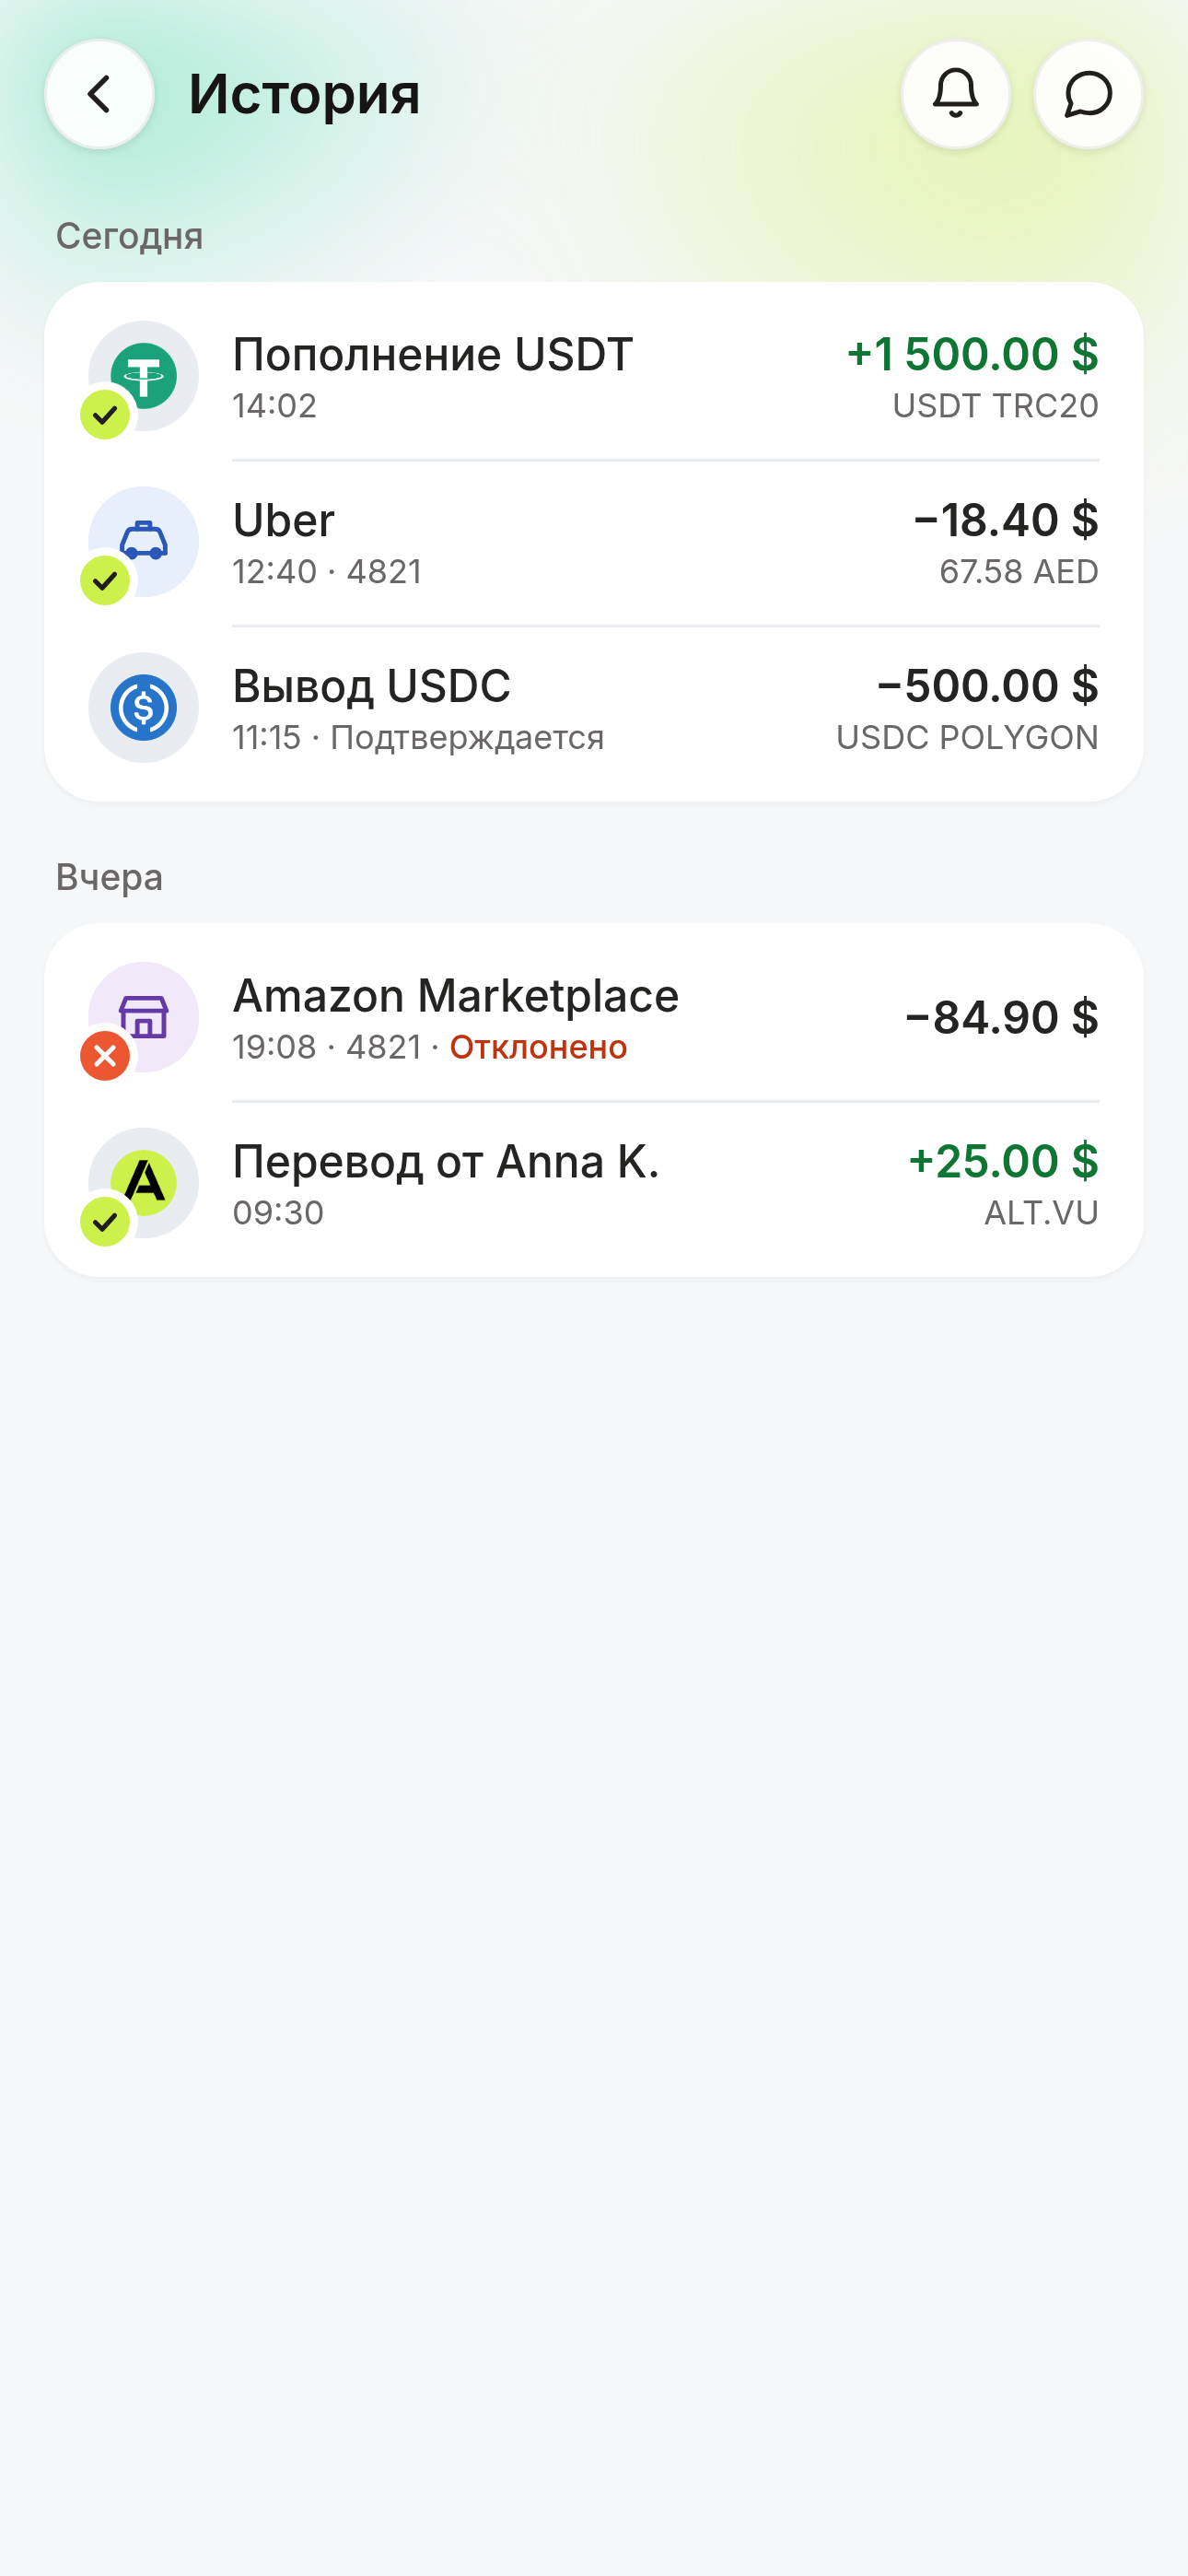 История
Сегодня
Пополнение USDT
+1 500.00 $
14:02
USDT TRC20
Uber
−18.40 $
12:40 · 4821
67.58 AED
Вывод USDC
−500.00 $
11:15 · Подтверждается
USDC POLYGON
Вчера
Amazon Marketplace
−84.90 $
19:08 · 4821 · Отклонено
Перевод от Anna K.
+25.00 $
09:30
ALT.VU